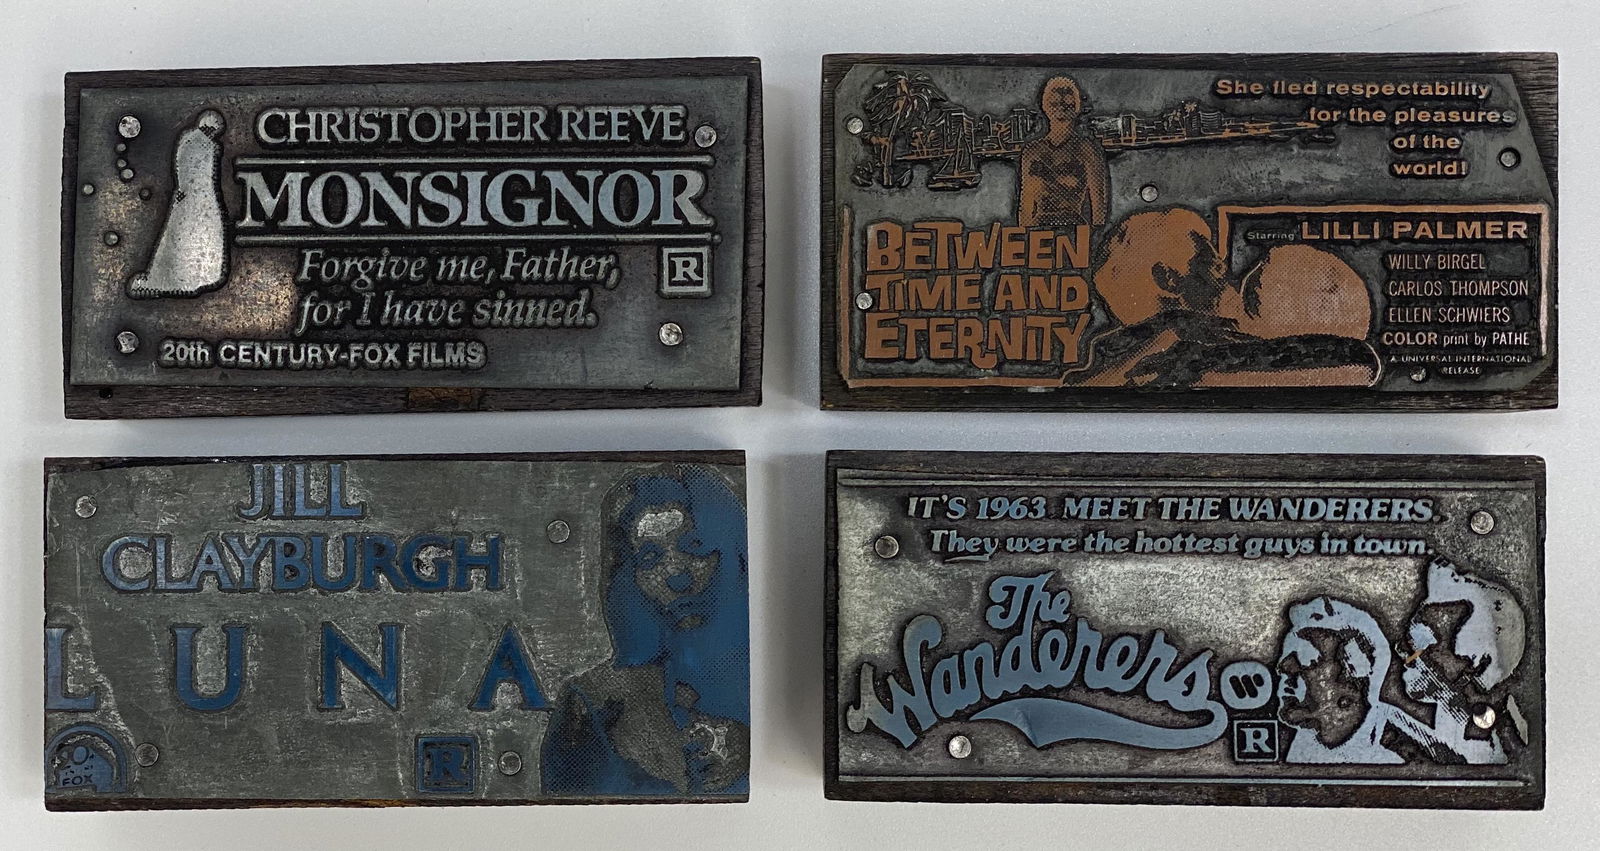 CHRISTOPHER REEVE
MONSIGNOR
Forgive me, Father,
for I have sinned.
R
20th CENTURY-FOX FILMS
She fled respectability
for the pleasures
of the
world!
BETWEEN
TIME AND
ETERNITY
Starring LILLI PALMER
WILLY BIRGEL
CARLOS THOMPSON
ELLEN SCHWIERS
COLOR print by PATHE
A UNIVERSAL-INTERNATIONAL
RELEASE
JILL
CLAYBURGH
LUNA
FOX
R
IT'S 1963. MEET THE WANDERERS.
They were the hottest guys in town.
The
Wanderers
R